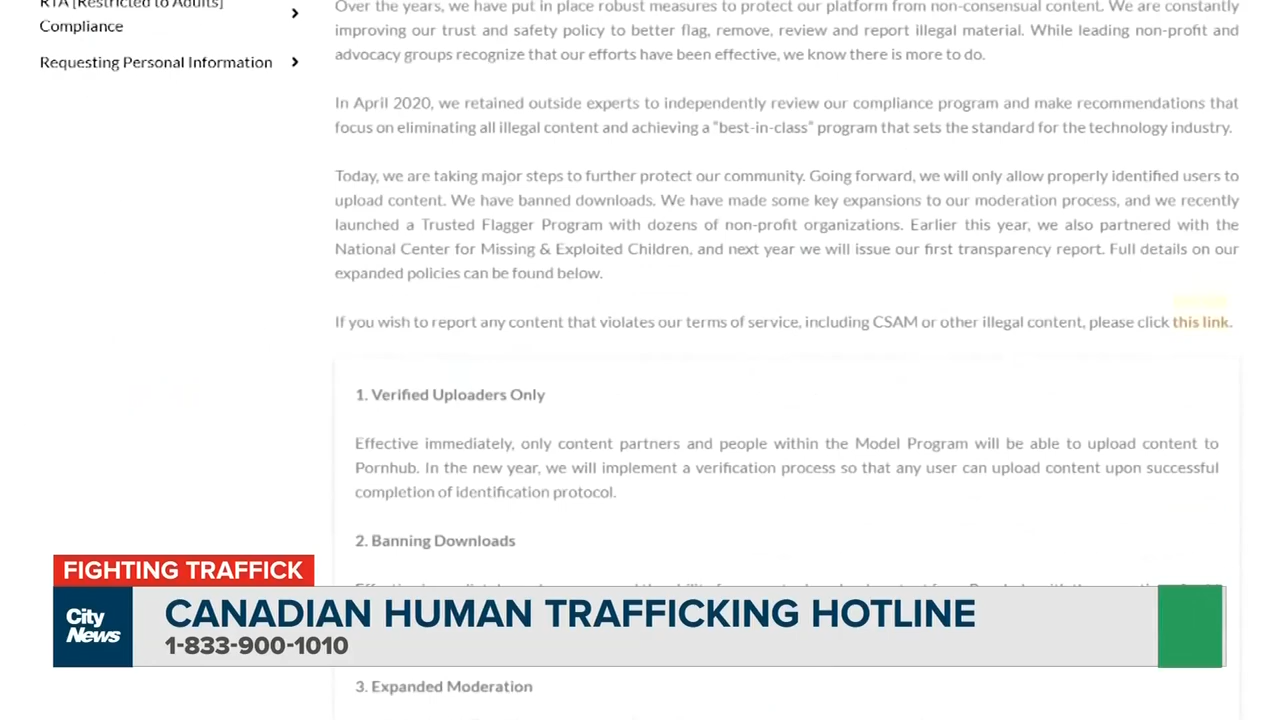 RTA [Restricted to Adults]
Compliance
Requesting Personal Information
Over the years, we have put in place robust measures to protect our platform from non-consensual content. We are constantly
improving our trust and safety policy to better flag, remove, review and report illegal material. While leading non-profit and
advocacy groups recognize that our efforts have been effective, we know there is more to do.
In April 2020, we retained outside experts to independently review our compliance program and make recommendations that
focus on eliminating all illegal content and achieving a “best-in-class” program that sets the standard for the technology industry.
Today, we are taking major steps to further protect our community. Going forward, we will only allow properly identified users to
upload content. We have banned downloads. We have made some key expansions to our moderation process, and we recently
launched a Trusted Flagger Program with dozens of non-profit organizations. Earlier this year, we also partnered with the
National Center for Missing & Exploited Children, and next year we will issue our first transparency report. Full details on our
expanded policies can be found below.
If you wish to report any content that violates our terms of service, including CSAM or other illegal content, please click this link.
1. Verified Uploaders Only
Effective immediately, only content partners and people within the Model Program will be able to upload content to
Pornhub. In the new year, we will implement a verification process so that any user can upload content upon successful
completion of identification protocol.
2. Banning Downloads
FIGHTING TRAFFICK
City
News
CANADIAN HUMAN TRAFFICKING HOTLINE
1-833-900-1010
3. Expanded Moderation